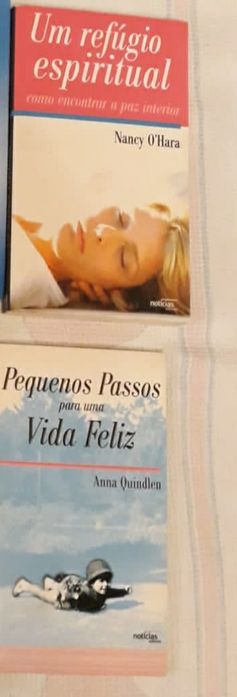 Um refúgio
espiritual
como encontrar a paz interior
Nancy O'Hara
notícias
Pequenos Passos
para uma
Vida Feliz
Anna Quindlen
notícias